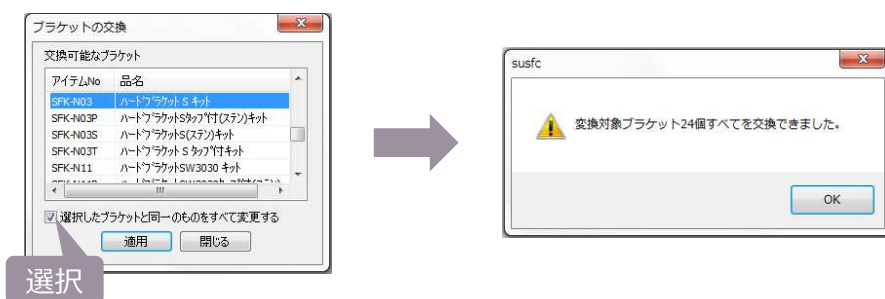 ブラケットの交換
交換可能なブラケット
アイテムNo 品名
SFK-N03 ハードブラケット S キット
SFK-N03P ハードブラケットSタップ付(ステン)キット
SFK-N03S ハードブラケットS(ステン)キット
SFK-N03T ハードブラケット S タップ付キット
SFK-N11 ハードブラケットSW3030 キット
選択したブラケットと同一のものをすべて変更する
適用 閉じる
選択
susfc
変換対象ブラケット24個すべてを交換できました。
OK